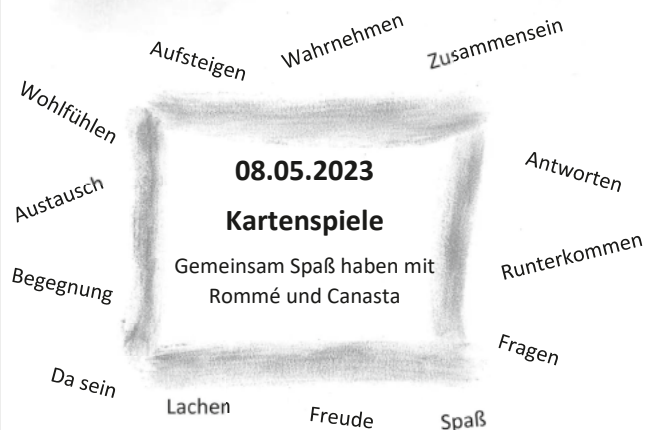 Aufsteigen
Wahrnehmen
Zusammensein
Wohlfühlen
Austausch
Begegnung
Da sein
08.05.2023
Kartenspiele
Gemeinsam Spaß haben mit
Rommé und Canasta
Antworten
Runterkommen
Fragen
Lachen
Freude
Spaß